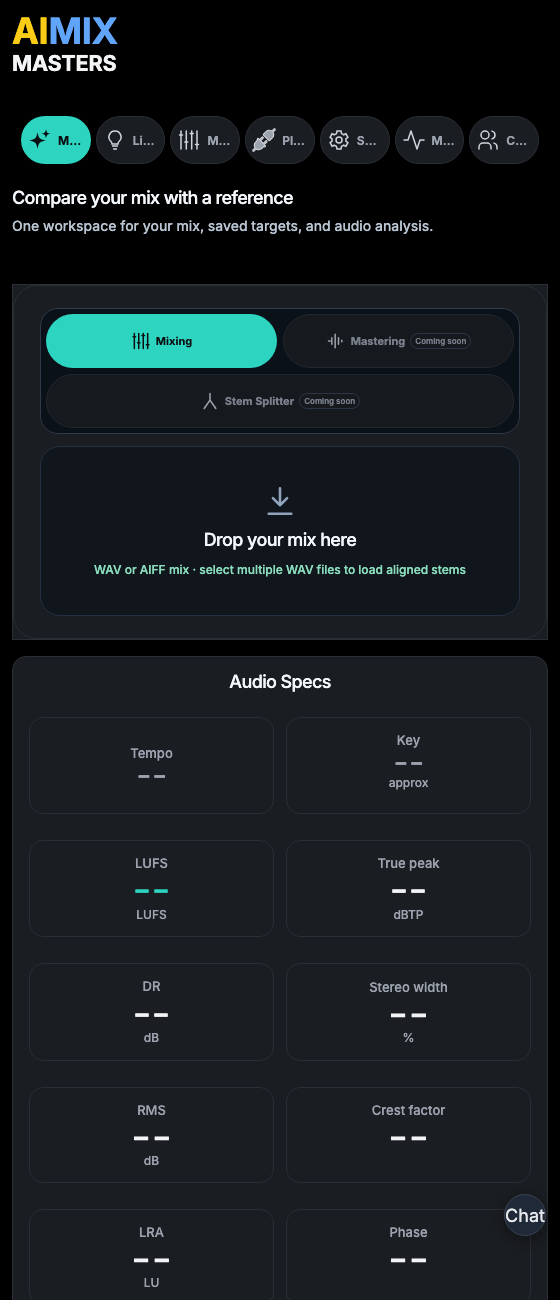 AIMIX
MASTERS
M...
Li...
M...
Pl...
S...
M...
C...
Compare your mix with a reference
One workspace for your mix, saved targets, and audio analysis.
Mixing
Mastering Coming soon
Stem Splitter Coming soon
Drop your mix here
WAV or AIFF mix · select multiple WAV files to load aligned stems
Audio Specs
Tempo
– –
Key
– –
approx
LUFS
– –
LUFS
True peak
– –
dBTP
DR
– –
dB
Stereo width
– –
%
RMS
– –
dB
Crest factor
– –
Chat
LRA
– –
LU
Phase
– –